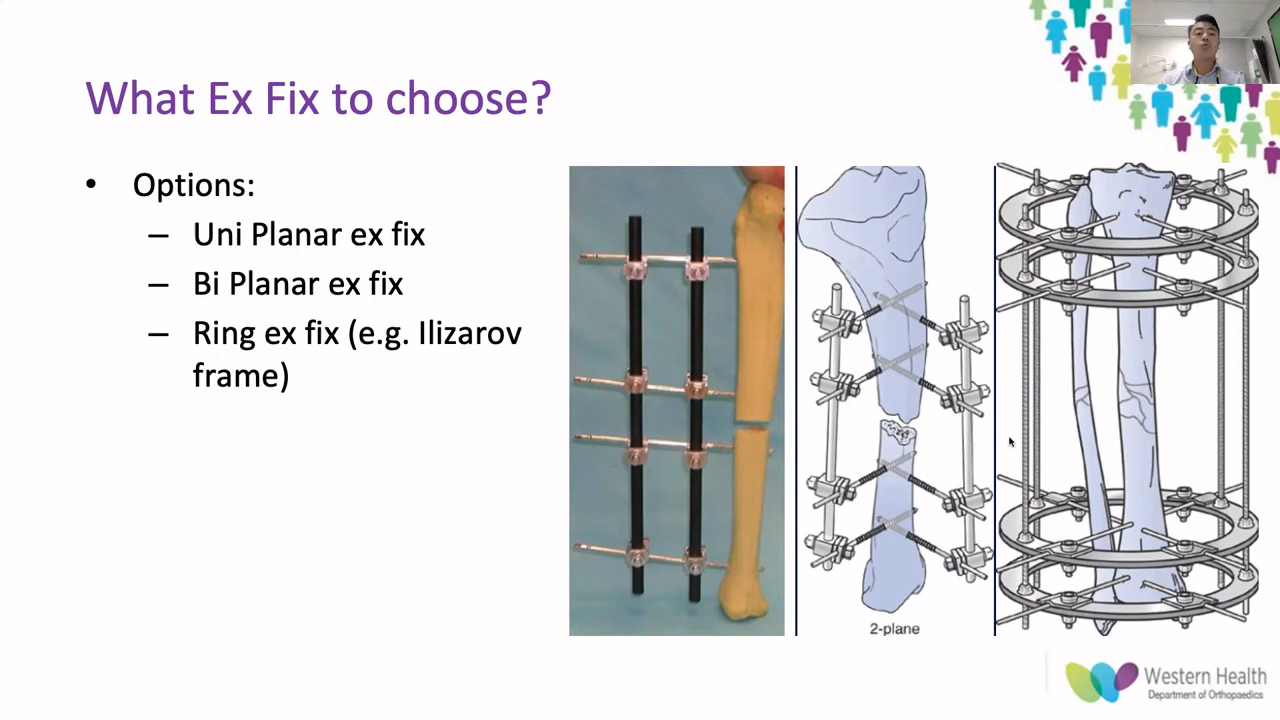 What Ex Fix to choose?
• Options:
– Uni Planar ex fix
– Bi Planar ex fix
– Ring ex fix (e.g. Ilizarov
frame)
2-plane
Western Health
Department of Orthopaedics